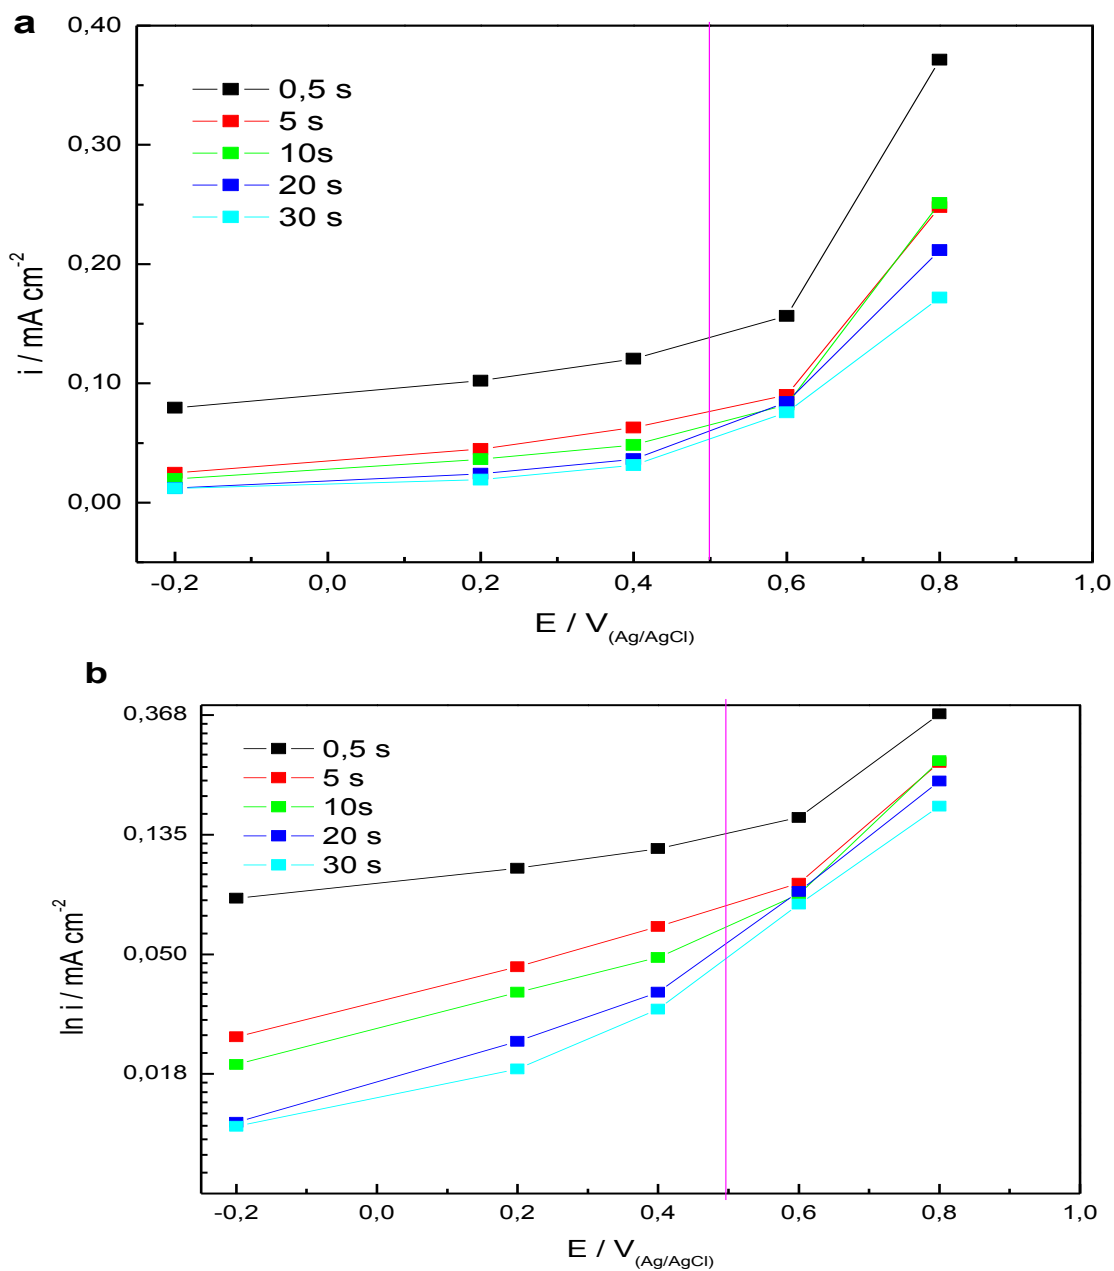 a
0,40
0,30
0,20
0,10
0,00
i / mA cm-2
0,5 s
5 s
10s
20 s
30 s
-0,2 0,0 0,2 0,4 0,6 0,8 1,0
E / V(Ag/AgCl)
b
0,368
0,135
0,050
0,018
ln i / mA cm-2
0,5 s
5 s
10s
20 s
30 s
-0,2 0,0 0,2 0,4 0,6 0,8 1,0
E / V(Ag/AgCl)